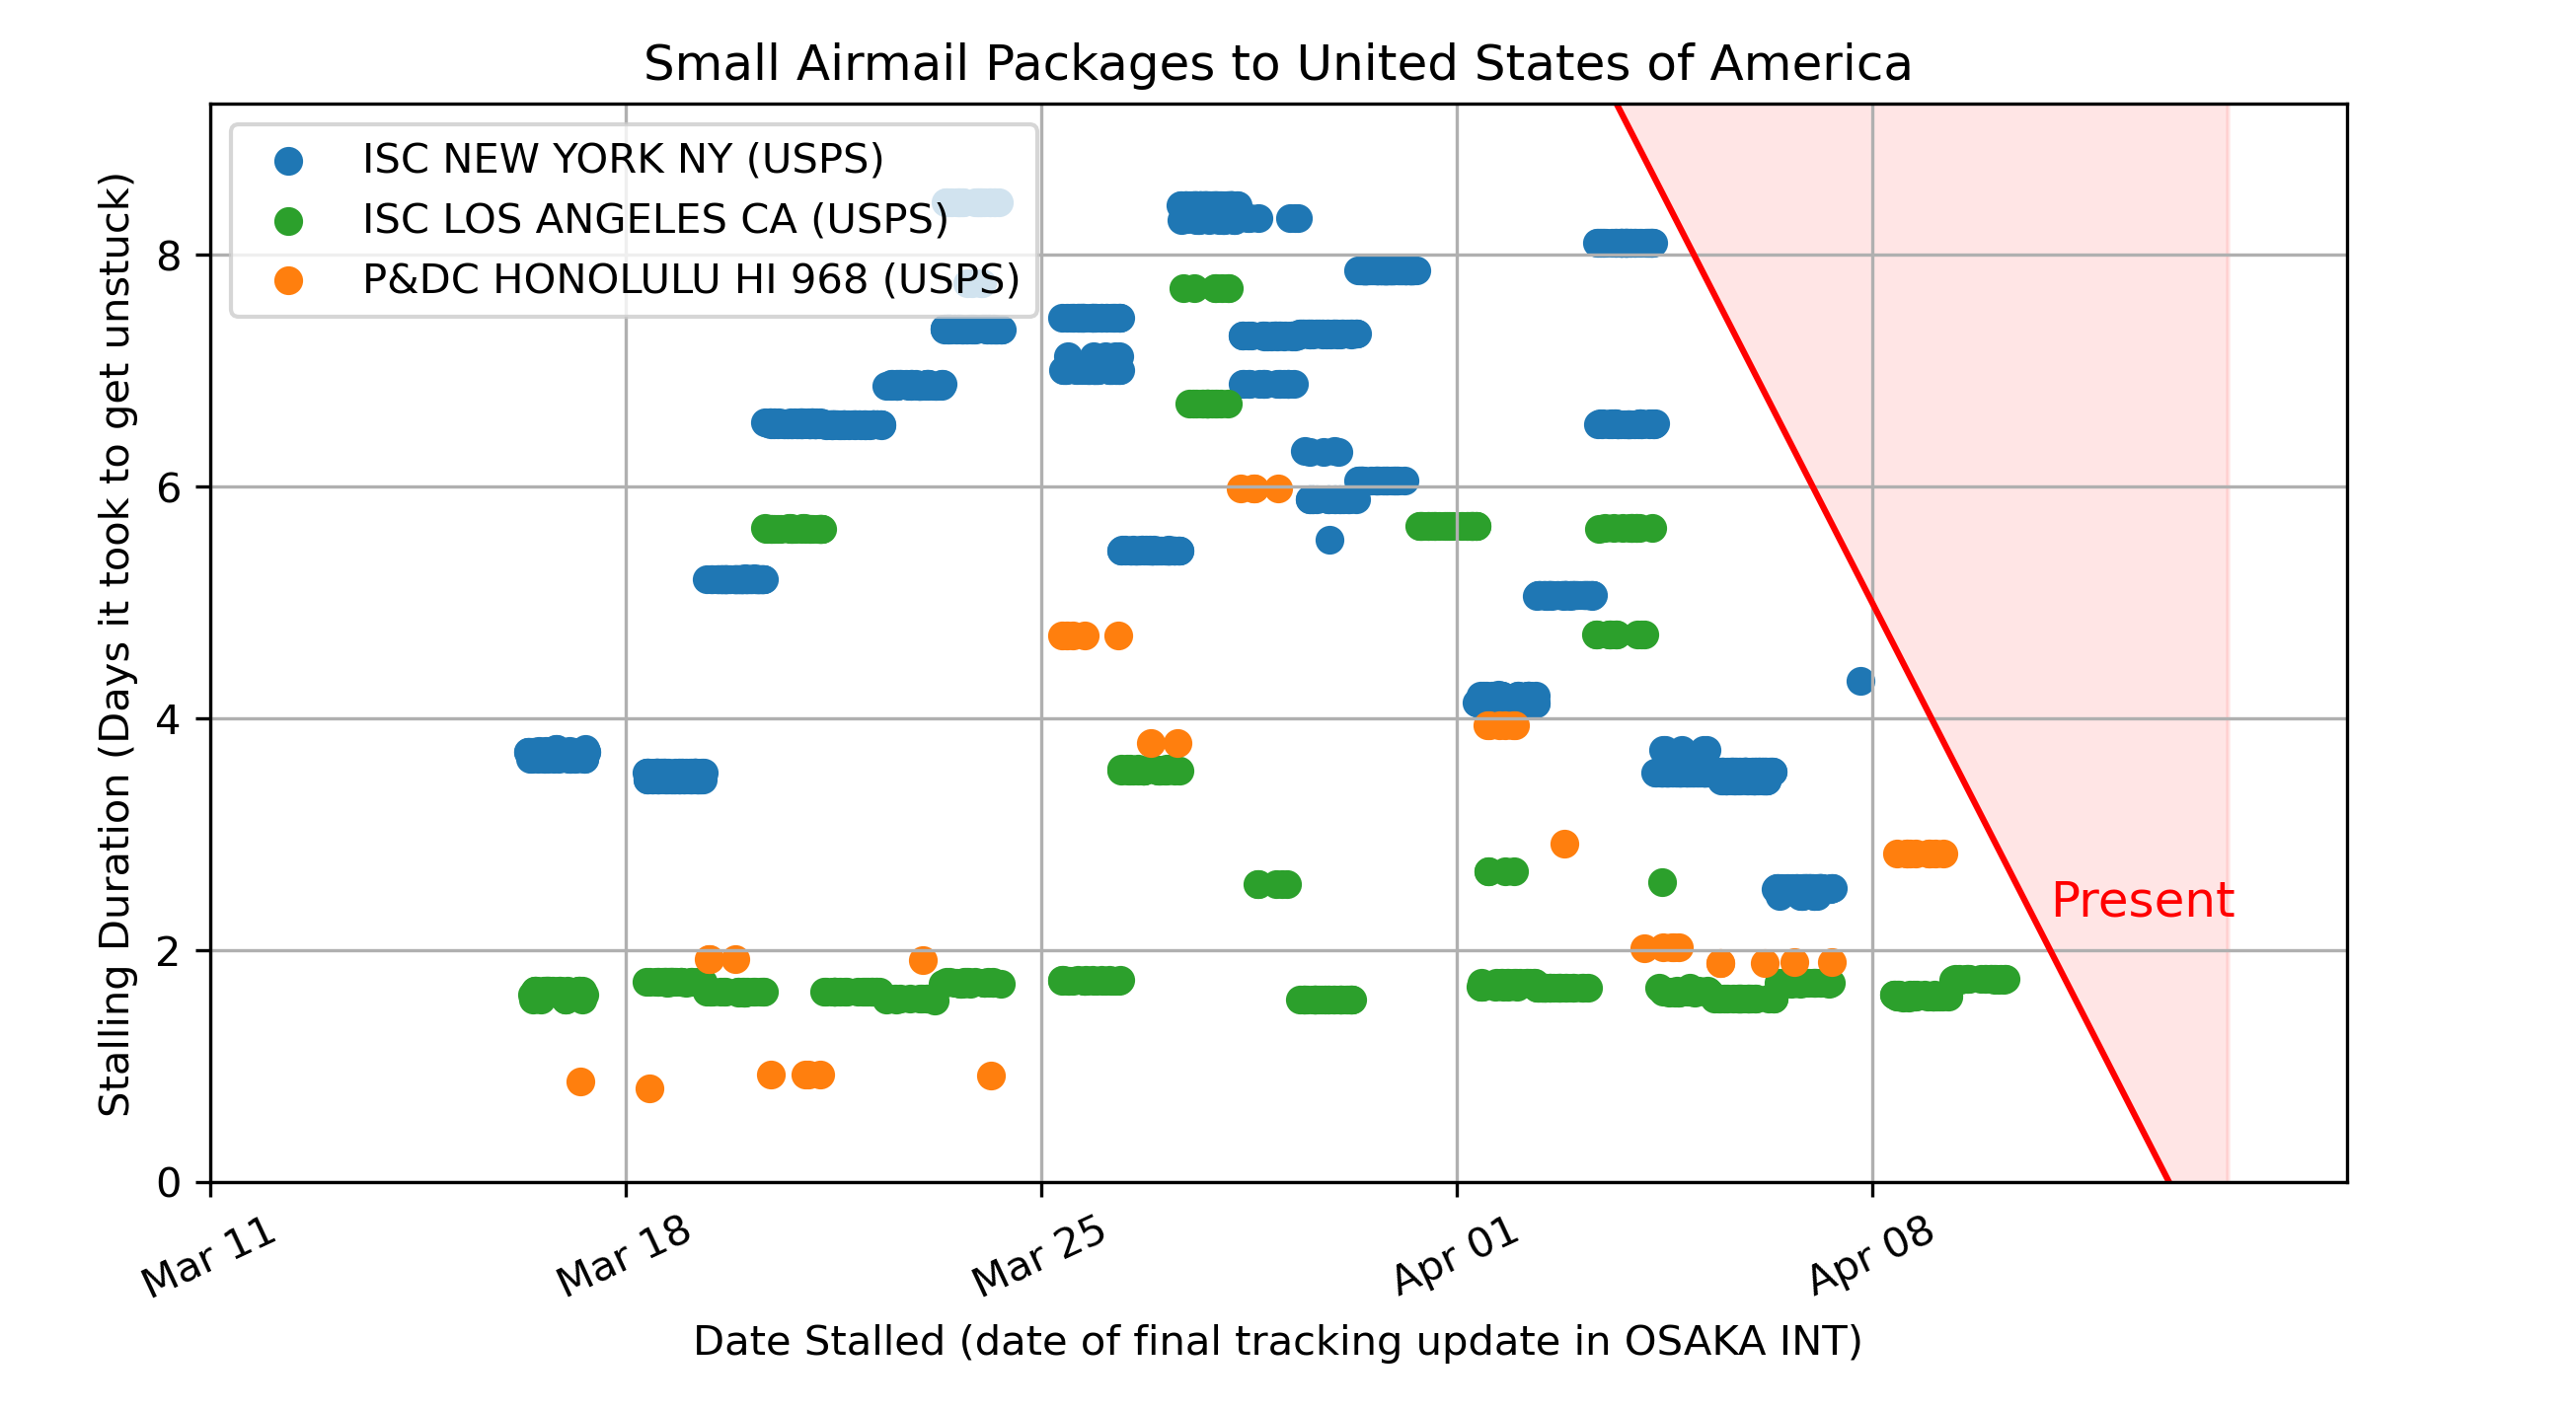 Small Airmail Packages to United States of America
ISC NEW YORK NY (USPS)
ISC LOS ANGELES CA (USPS)
P&DC HONOLULU HI 968 (USPS)
Stalling Duration (Days it took to get unstuck)
8
6
4
2
0
Present
Mar 11
Mar 18
Mar 25
Apr 01
Apr 08
Date Stalled (date of final tracking update in OSAKA INT)